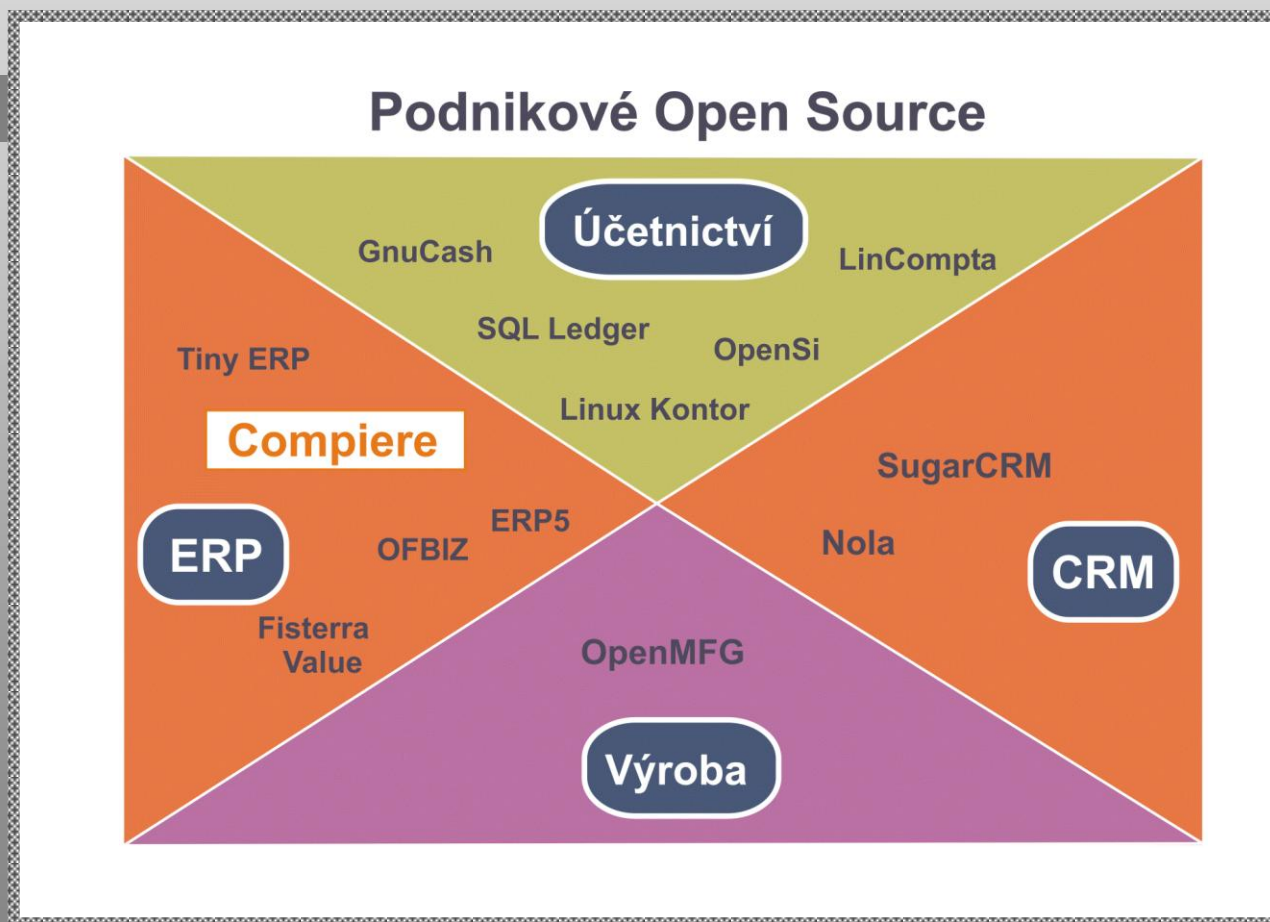 Podnikové Open Source
Účetnictví
GnuCash
LinCompta
SQL Ledger
OpenSi
Linux Kontor
Tiny ERP
Compiere
ERP5
OFBIZ
ERP
Fisterra
Value
SugarCRM
Nola
CRM
OpenMFG
Výroba